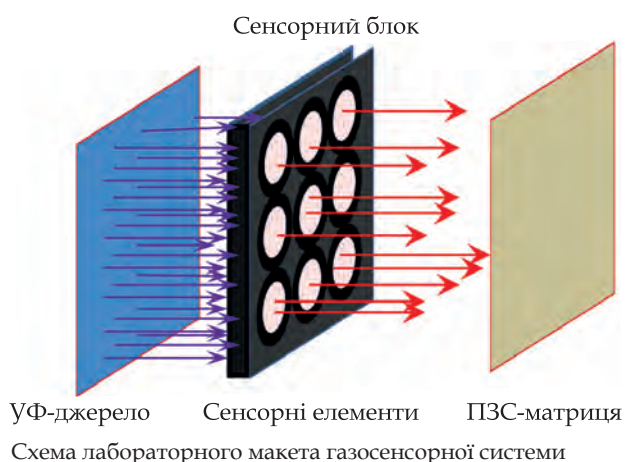 Сенсорний блок
УФ-джерело Сенсорні елементи ПЗС-матриця
Схема лабораторного макета газосенсорної системи